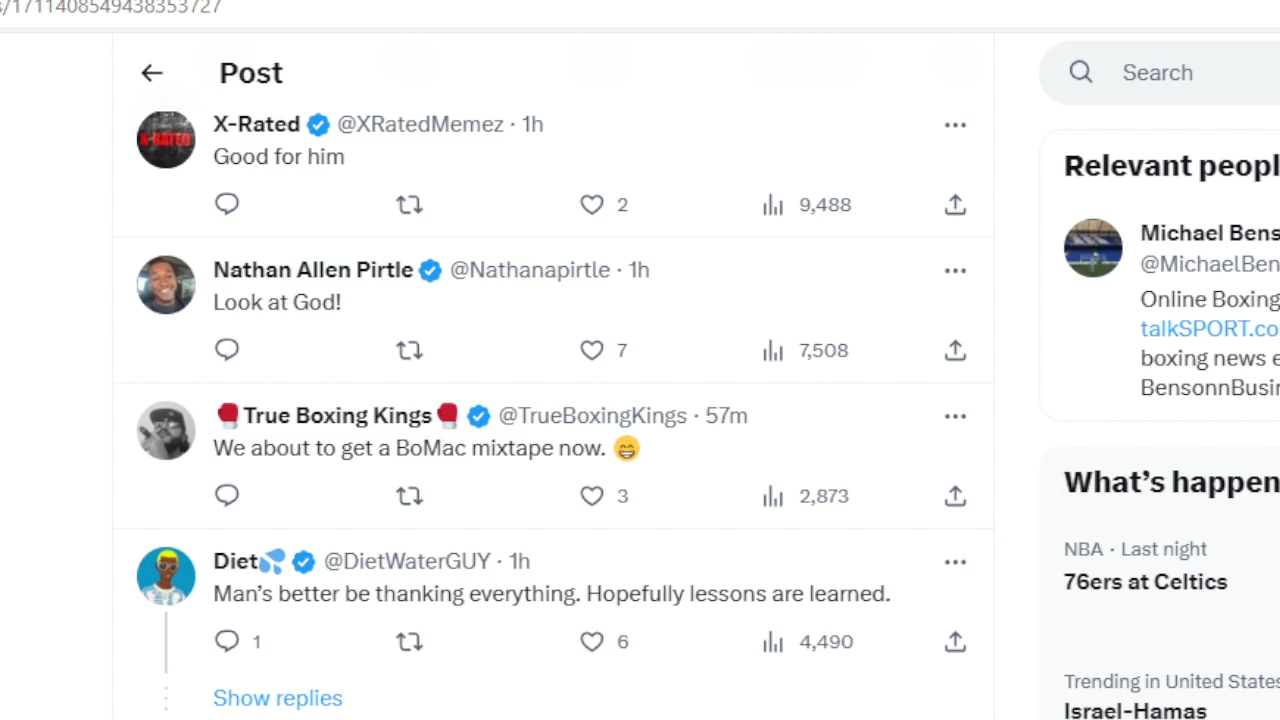 s/1711408549438353727
Post
X-RATED
X-Rated @XRatedMemez · 1h
Good for him
2 9,488
Nathan Allen Pirtle @Nathanapirtle · 1h
Look at God!
7 7,508
🥊True Boxing Kings🥊 @TrueBoxingKings · 57m
We about to get a BoMac mixtape now. 😁
3 2,873
Diet💦 @DietWaterGUY · 1h
Man's better be thanking everything. Hopefully lessons are learned.
1 6 4,490
Show replies
Search
Relevant peopl
Michael Bens
@MichaelBen
Online Boxing
talkSPORT.co
boxing news e
BensonnBusin
What's happen
NBA · Last night
76ers at Celtics
Trending in United States
Israel-Hamas